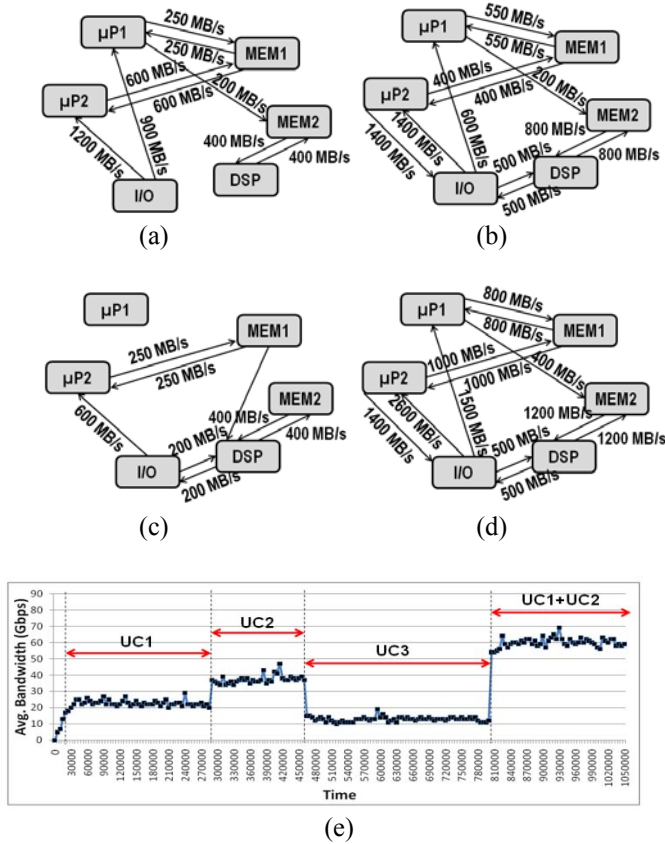 250 MB/s
µP1
250 MB/s
MEM1
600 MB/s
200 MB/s
µP2
600 MB/s
MEM2
900 MB/s
1200 MB/s
400 MB/s
400 MB/s
DSP
I/O
(a)
550 MB/s
µP1
550 MB/s
MEM1
400 MB/s
200 MB/s
µP2
400 MB/s
MEM2
1400 MB/s
1400 MB/s
600 MB/s
800 MB/s
800 MB/s
500
DSP
I/O
500 MB/s
(b)
µP1
MEM1
250 MB/s
250 MB/s
µP2
MEM2
600 MB/s
400 MB/s
400 MB/s
200 MB/s
DSP
I/O
200 MB/s
(c)
800 MB/s
µP1
800 MB/s
MEM1
1000 MB/s
400 MB/s
µP2
1000 MB/s
MEM2
1400 MB/s
2600 MB/s
1500 MB/s
1200 MB/s
1200 MB/s
500 MB/s
DSP
I/O
500 MB/s
(d)
Avg. Bandwidth (Gbps)
90
80
70
60
50
40
30
20
10
0
UC1
UC2
UC3
UC1+UC2
0
30000
60000
90000
120000
150000
180000
210000
240000
270000
300000
330000
360000
390000
420000
450000
480000
510000
540000
570000
600000
630000
660000
690000
720000
750000
780000
810000
840000
870000
900000
930000
960000
990000
1020000
1050000
Time
(e)